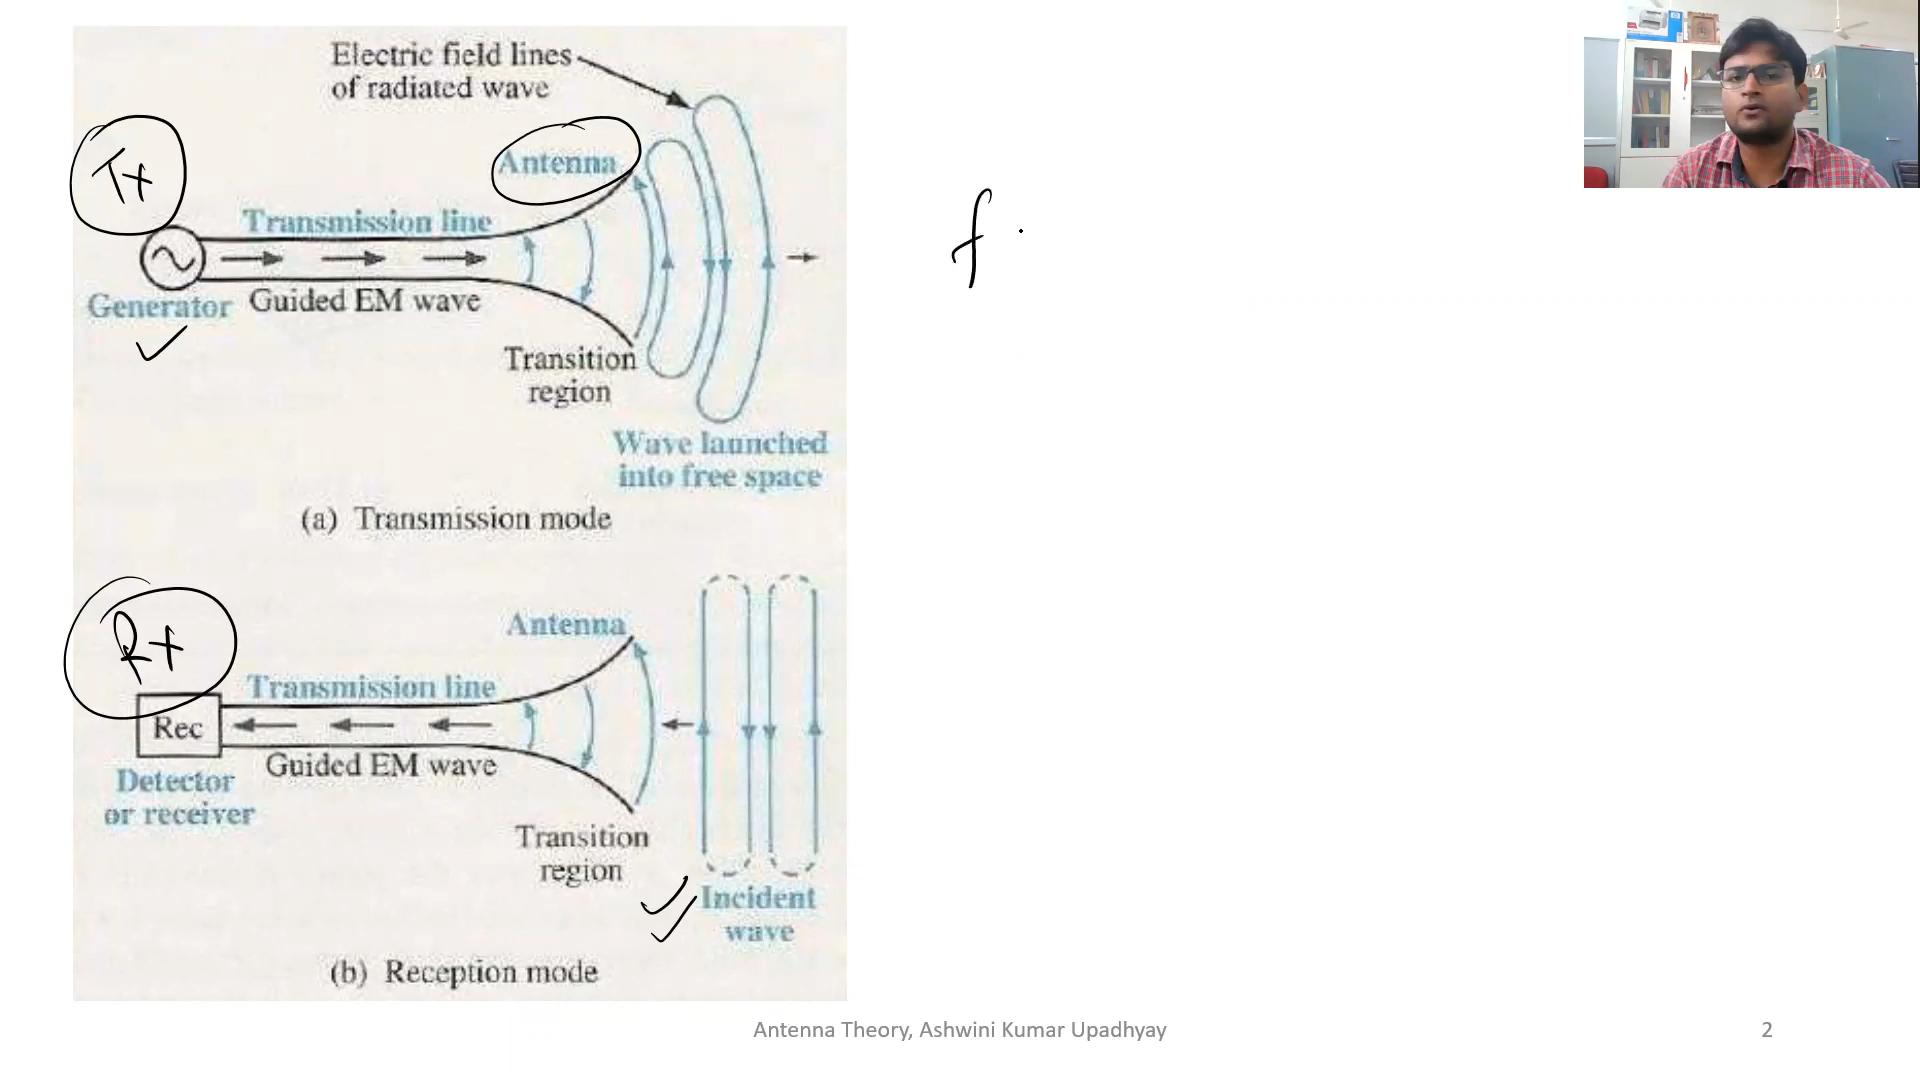 Electric field lines
of radiated wave
Tx
Antenna
Transmission line
Generator
Guided EM wave
Transition
region
Wave launched
into free space
(a) Transmission mode
Rx
Antenna
Transmission line
Rec
Guided EM wave
Detector
or receiver
Transition
region
Incident
wave
(b) Reception mode
f
Antenna Theory, Ashwini Kumar Upadhyay
2